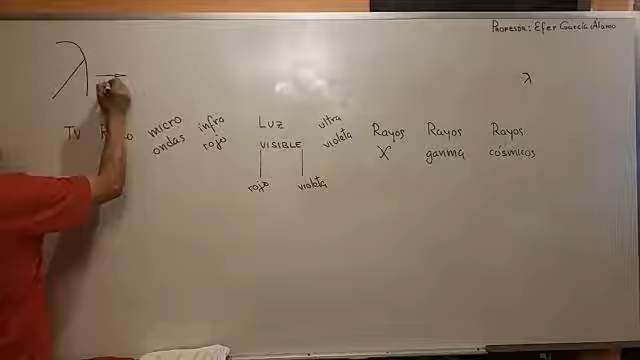 Profesor: Efer García Álamo
λ
λ
TV
micro
ondas
infra
rojo
Luz
VISIBLE
rojo
violeta
ultra
violeta
Rayos
X
Rayos
gamma
Rayos
cósmicos